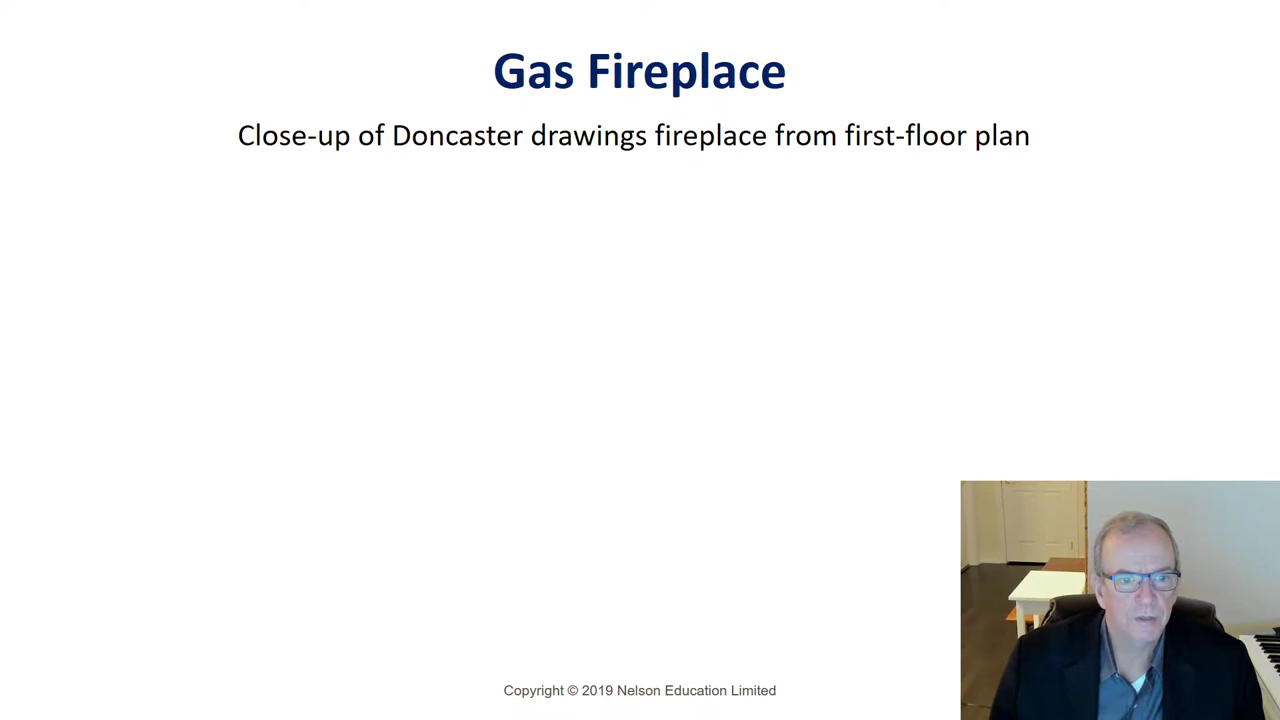 Gas Fireplace
Close-up of Doncaster drawings fireplace from first-floor plan
Copyright © 2019 Nelson Education Limited